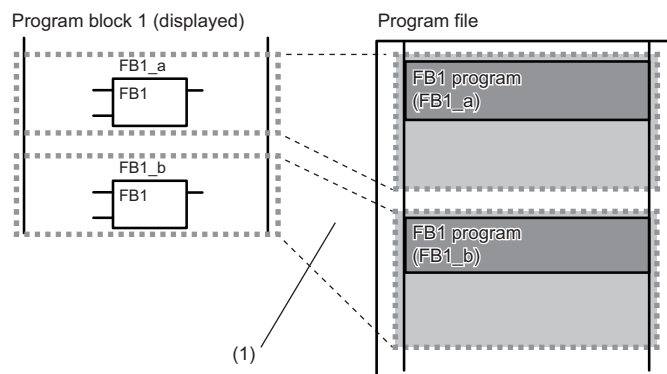 Program block 1 (displayed)
Program file
FB1_a
FB1
FB1_b
FB1
FB1 program
(FB1_a)
FB1 program
(FB1_b)
(1)